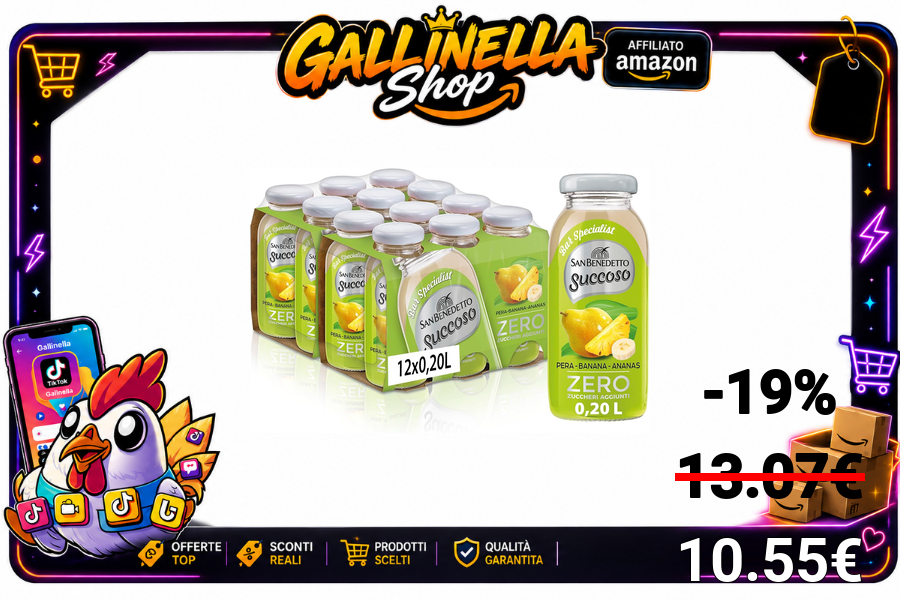 GALLINELLA
Shop
AFFILIATO
amazon
Bar Specialist
SAN BENEDETTO
Succoso
PERA - BANANA - ANANAS
ZERO
ZUCCHERI AGGIUNTI
0,20 L
Bar Specialist
SAN BENEDETTO
Succoso
PERA-BANANA-ANANAS
ZERO
12x0,20L
Gallinella
TikTok
Gallinella
-19%
13.07€
10.55€
OFFERTE
TOP
SCONTI
REALI
PRODOTTI
SCELTI
QUALITÀ
GARANTITA